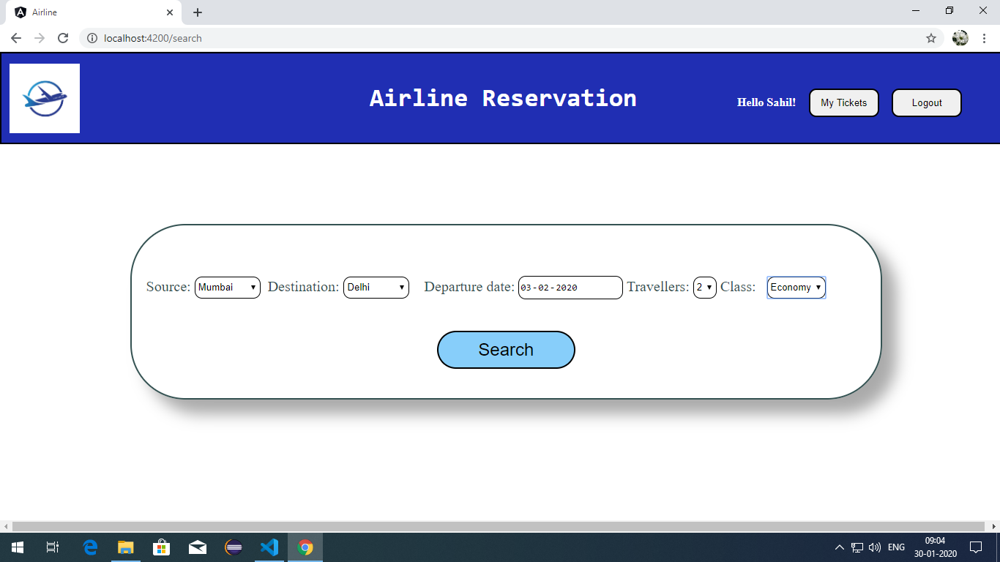 Airline
localhost:4200/search
Airline Reservation
Hello Sahil!
My Tickets
Logout
Source: Mumbai Destination: Delhi Departure date: 03-02-2020 Travellers: 2 Class: Economy
Search
ENG
09:04
30-01-2020